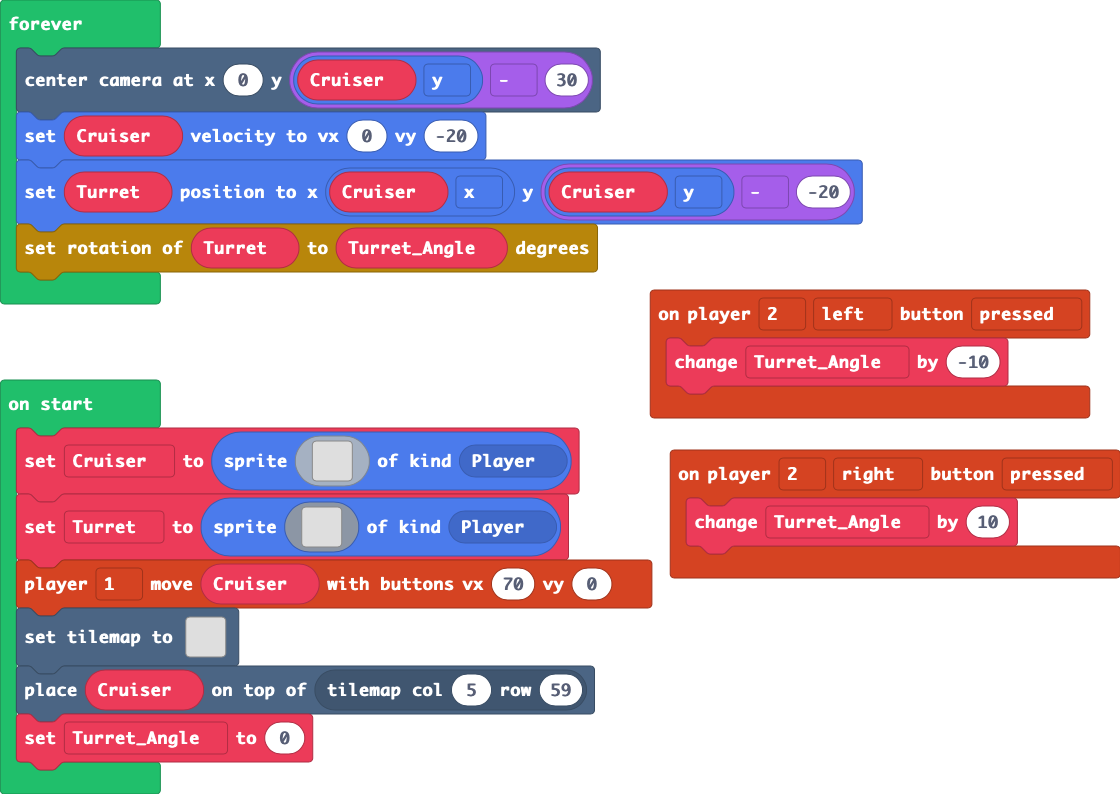 forever
center camera at x 0 y Cruiser y - 30
set Cruiser velocity to vx 0 vy -20
set Turret position to x Cruiser x y Cruiser y - -20
set rotation of Turret to Turret_Angle degrees
on player 2 left button pressed
change Turret_Angle by -10
on start
set Cruiser to sprite of kind Player
set Turret to sprite of kind Player
player 1 move Cruiser with buttons vx 70 vy 0
set tilemap to
place Cruiser on top of tilemap col 5 row 59
set Turret_Angle to 0
on player 2 right button pressed
change Turret_Angle by 10